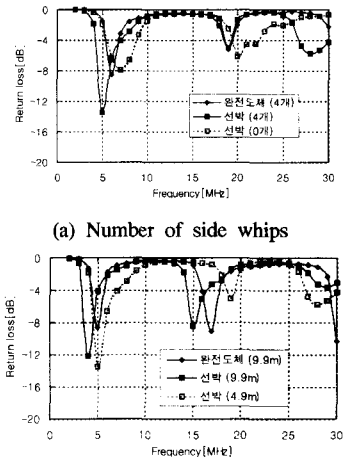 0
-4
-8
-12
-16
-20
Return loss[dB]
완전도체 (4개)
선박 (4개)
선박 (0개)
0 5 10 15 20 25 30
Frequency[MHz]
(a) Number of side whips
0
-4
-8
-12
-16
-20
Return loss[dB]
완전도체 (9.9m)
선박 (9.9m)
선박 (4.9m)
0 5 10 15 20 25 30
Frequency[MHz]